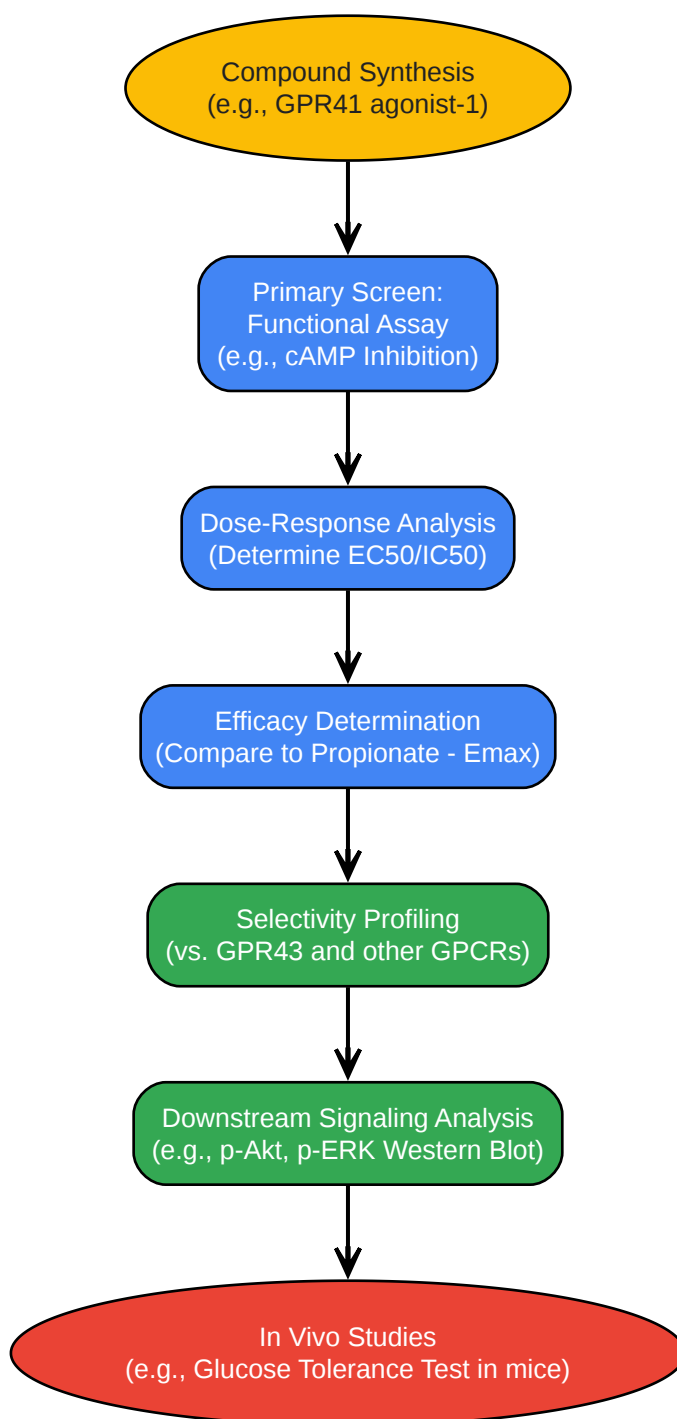 Compound Synthesis
(e.g., GPR41 agonist-1)
Primary Screen:
Functional Assay
(e.g., cAMP Inhibition)
Dose-Response Analysis
(Determine EC50/IC50)
Efficacy Determination
(Compare to Propionate - Emax)
Selectivity Profiling
(vs. GPR43 and other GPCRs)
Downstream Signaling Analysis
(e.g., p-Akt, p-ERK Western Blot)
In Vivo Studies
(e.g., Glucose Tolerance Test in mice)